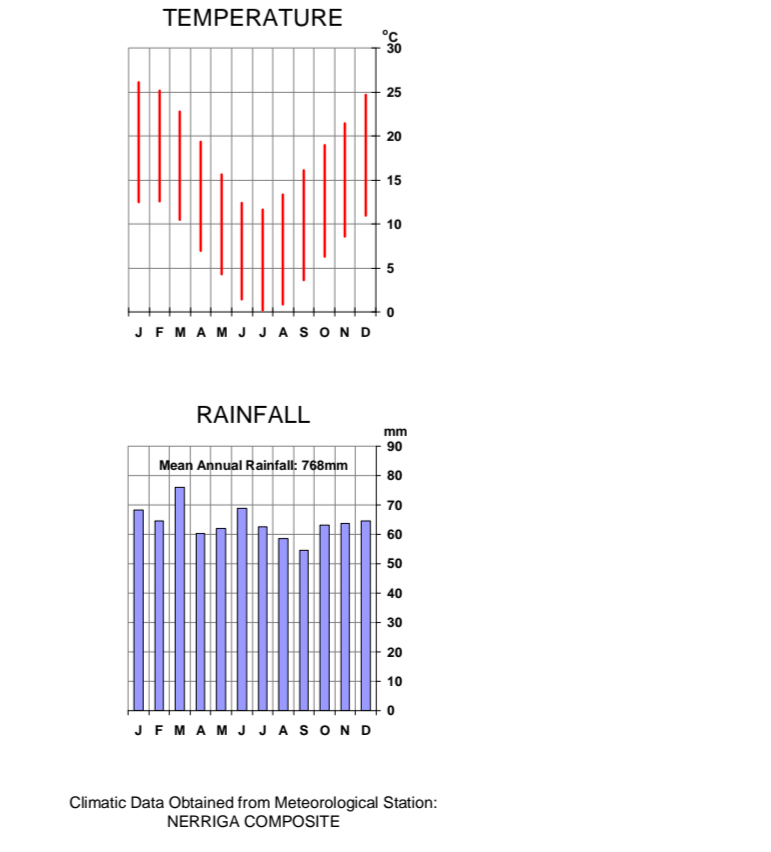 TEMPERATURE
°C
30
25
20
15
10
5
0
J F M A M J J A S O N D
RAINFALL
mm
90
Mean Annual Rainfall: 768mm
80
70
60
50
40
30
20
10
0
J F M A M J J A S O N D
Climatic Data Obtained from Meteorological Station:
NERRIGA COMPOSITE